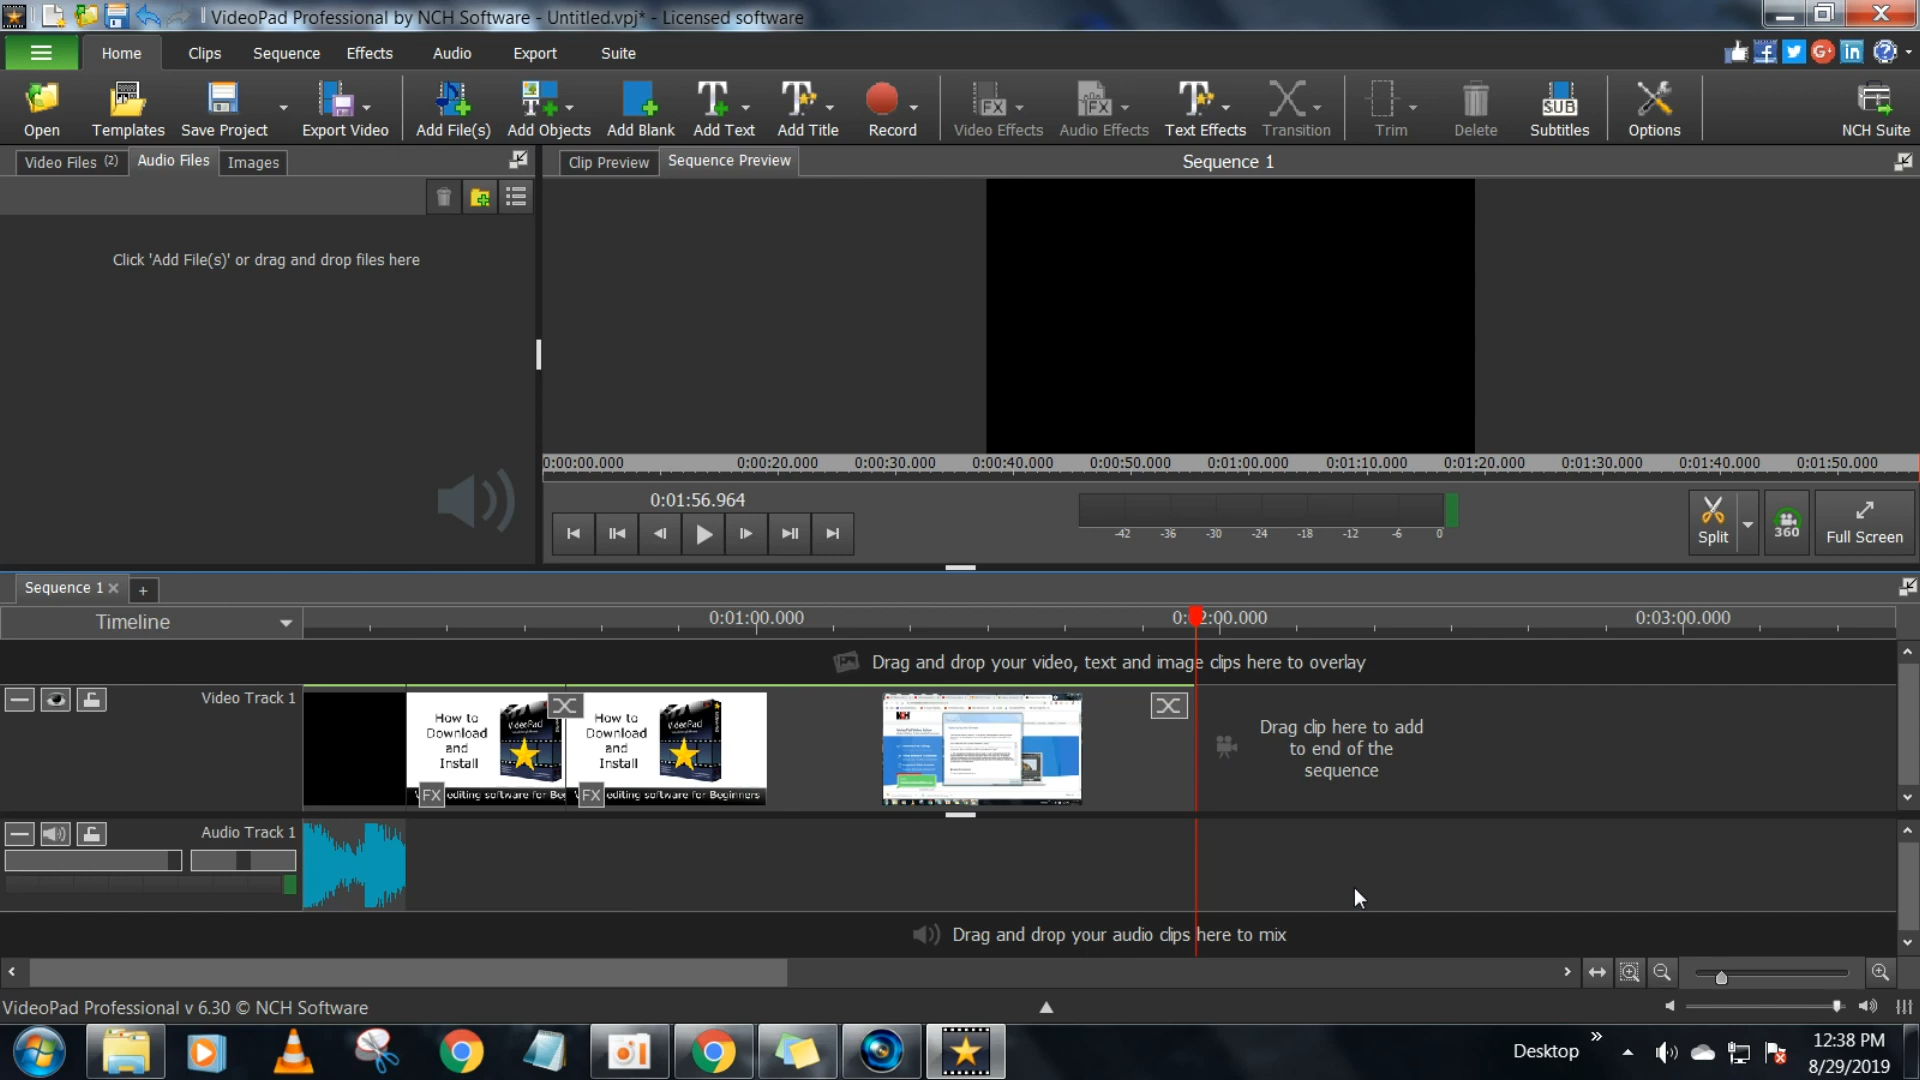 VideoPad Professional by NCH Software - Untitled.vpj* - Licensed software
Home Clips Sequence Effects Audio Export Suite
Open Templates Save Project Export Video Add File(s) Add Objects Add Blank Add Text Add Title Record Video Effects Audio Effects Text Effects Transition Trim Delete Subtitles Options NCH Suite
Video Files (2) Audio Files Images
Clip Preview Sequence Preview Sequence 1
Click 'Add File(s)' or drag and drop files here
0:00:00.000 0:00:20.000 0:00:30.000 0:00:40.000 0:00:50.000 0:01:00.000 0:01:10.000 0:01:20.000 0:01:30.000 0:01:40.000 0:01:50.000
0:01:56.964
-42 -36 -30 -24 -18 -12 -6 0
Split 360 Full Screen
Sequence 1
Timeline
0:01:00.000 0:02:00.000 0:03:00.000
Drag and drop your video, text and image clips here to overlay
Video Track 1
How to
Download
and
Install
FX editing software for
How to
Download
and
Install
FX editing software for Beginners
Drag clip here to add
to end of the
sequence
Audio Track 1
Drag and drop your audio clips here to mix
VideoPad Professional v 6.30 © NCH Software
Desktop
12:38 PM
8/29/2019